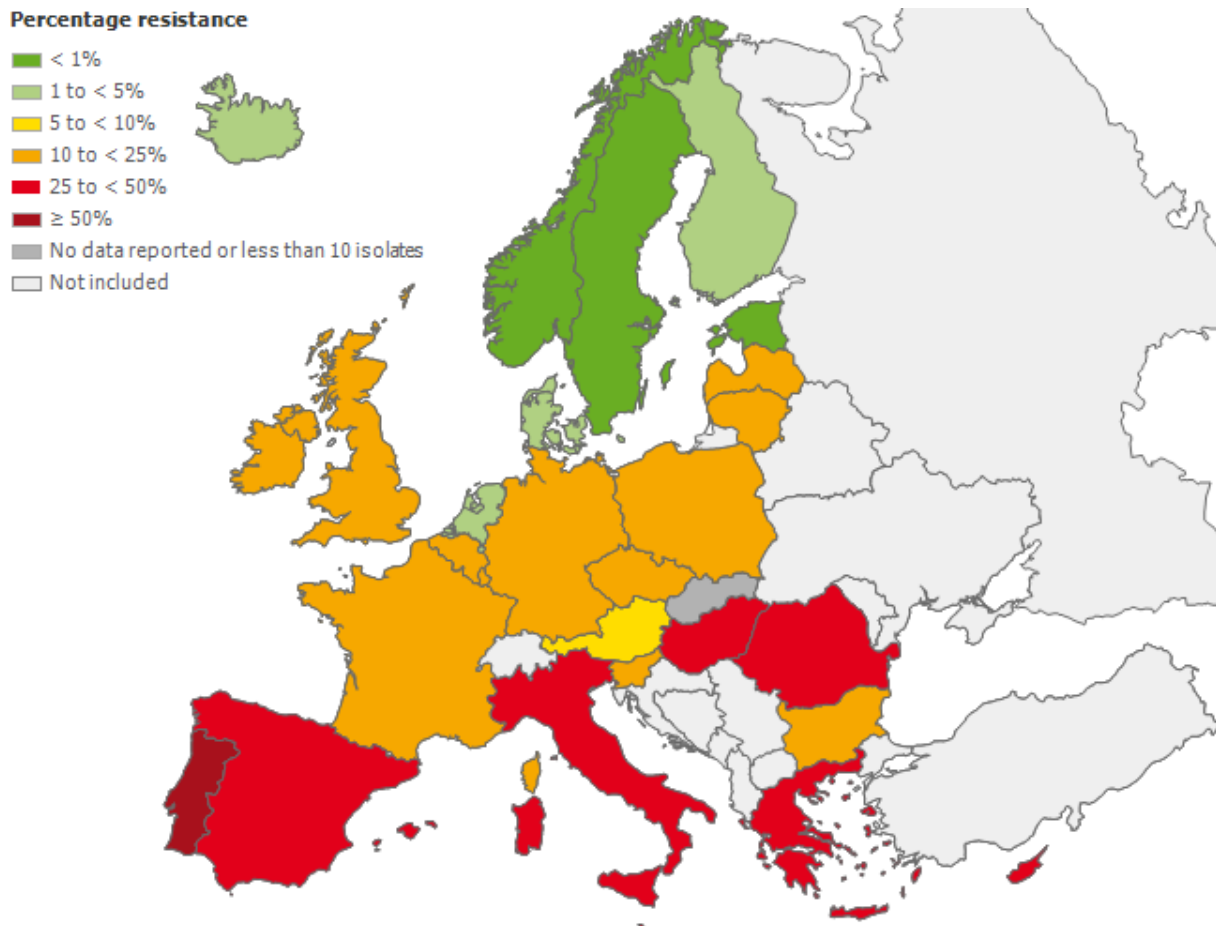 Percentage resistance
< 1%
1 to < 5%
5 to < 10%
10 to < 25%
25 to < 50%
≥ 50%
No data reported or less than 10 isolates
Not included